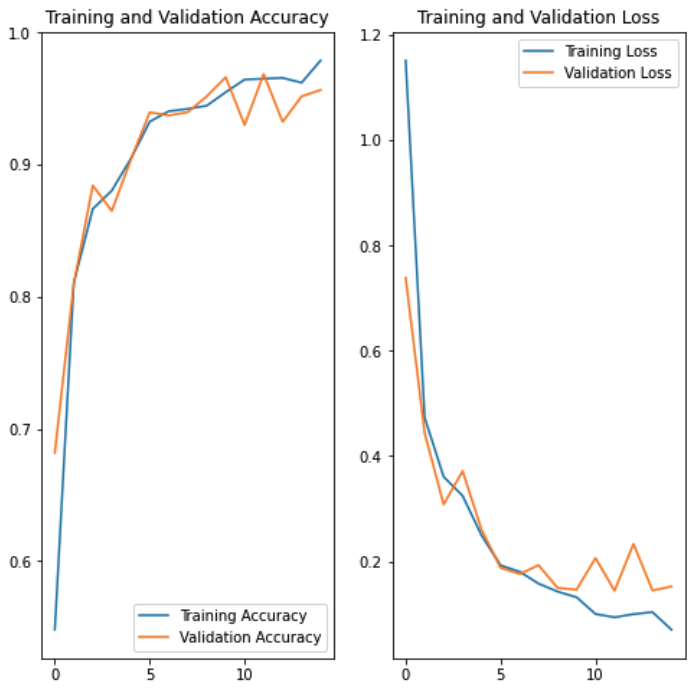 Training and Validation Accuracy
1.0
0.9
0.8
0.7
0.6
Training Accuracy
Validation Accuracy
0 5 10
Training and Validation Loss
1.2
1.0
0.8
0.6
0.4
0.2
Training Loss
Validation Loss
0 5 10